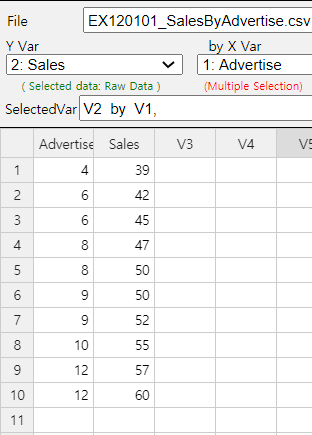 File EX120101_SalesByAdvertise.csv
Y Var by X Var
2: Sales 1: Advertise
( Selected data: Raw Data ) (Multiple Selection)
SelectedVar V2 by V1,
Advertise Sales V3 V4 V5
1 4 39
2 6 42
3 6 45
4 8 47
5 8 50
6 9 50
7 9 52
8 10 55
9 12 57
10 12 60
11